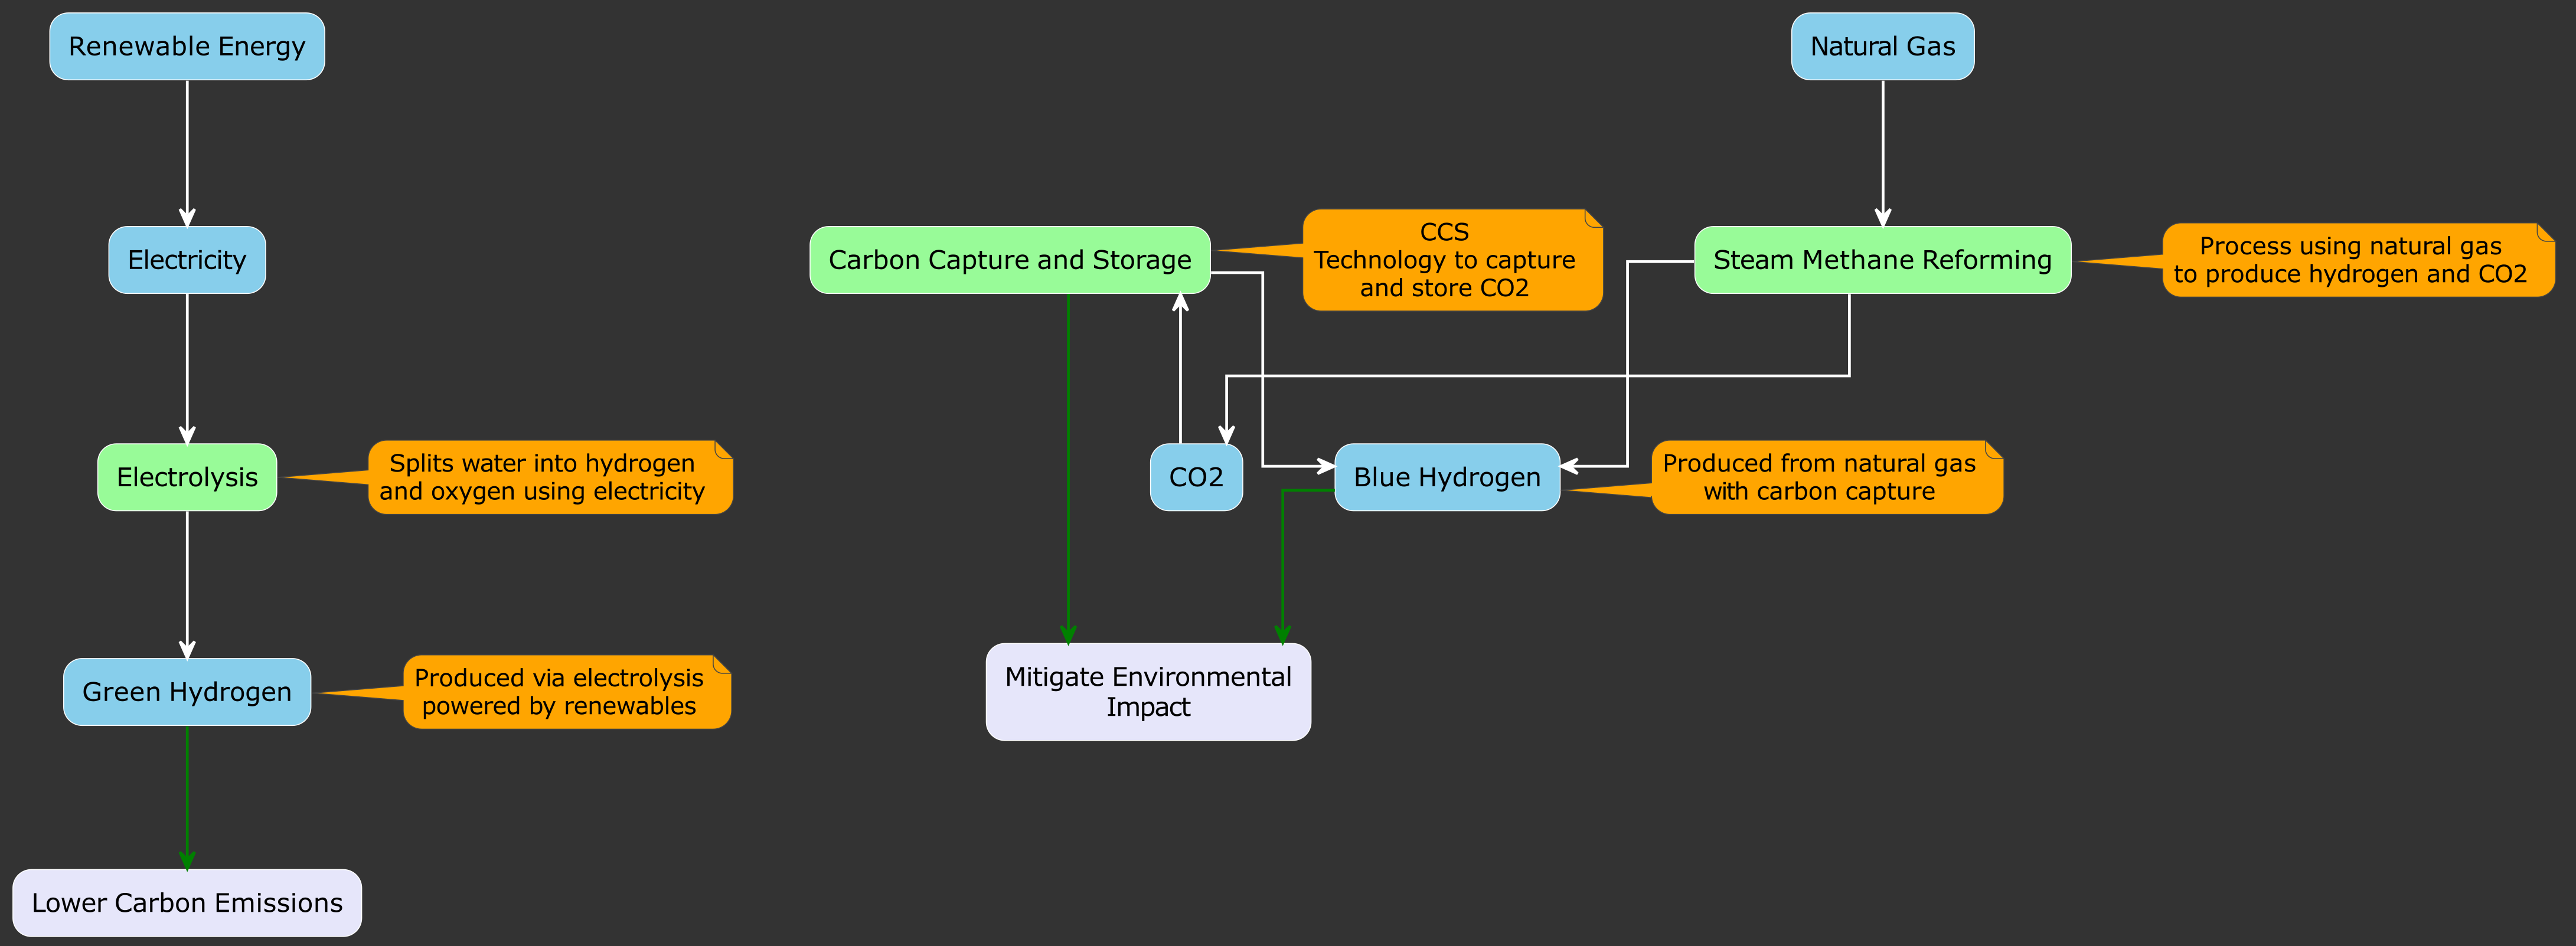 Renewable Energy
Natural Gas
Electricity
Carbon Capture and Storage
CCS
Technology to capture
and store CO2
Steam Methane Reforming
Process using natural gas
to produce hydrogen and CO2
Electrolysis
Splits water into hydrogen
and oxygen using electricity
CO2
Blue Hydrogen
Produced from natural gas
with carbon capture
Green Hydrogen
Produced via electrolysis
powered by renewables
Mitigate Environmental
Impact
Lower Carbon Emissions